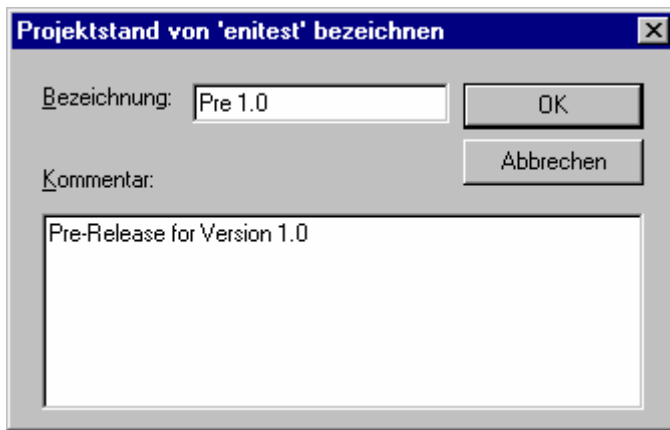 Projektstand von 'enitest' bezeichnen
Bezeichnung: Pre 1.0
OK
Abbrechen
Kommentar:
Pre-Release for Version 1.0